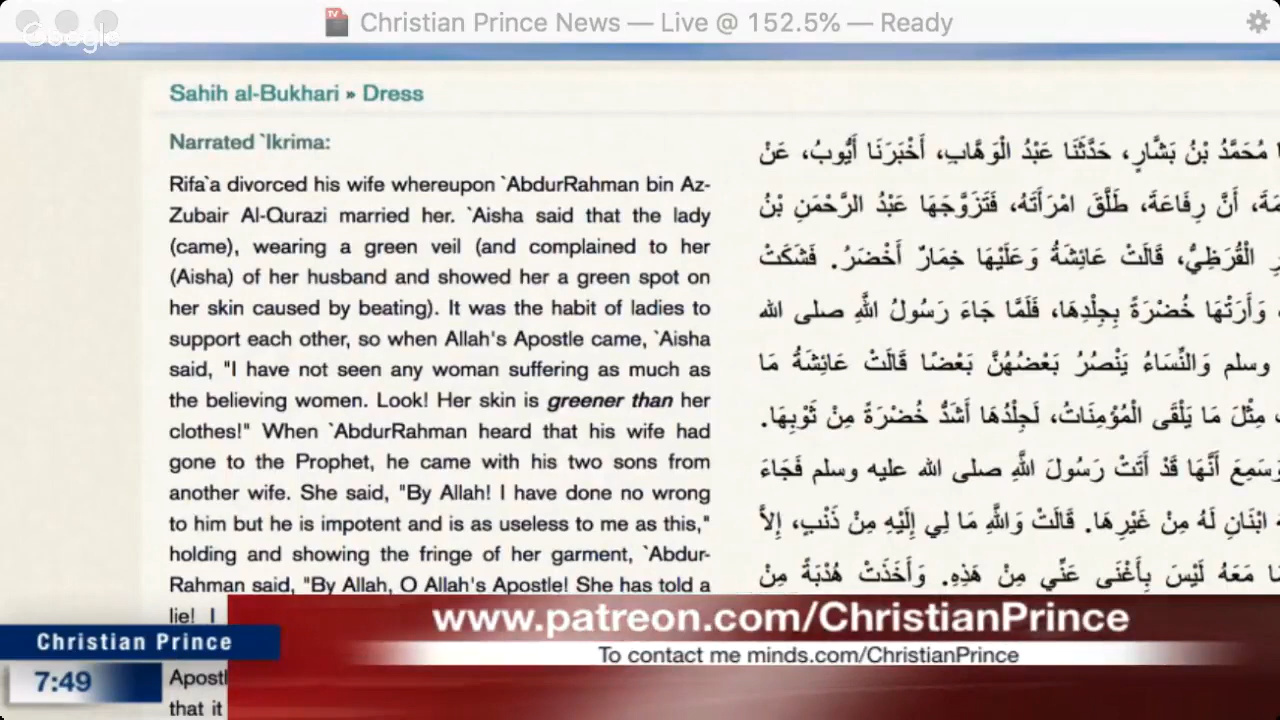 Google
Christian Prince News — Live @ 152.5% — Ready
Sahih al-Bukhari » Dress
Narrated `Ikrima:
Rifa`a divorced his wife whereupon `AbdurRahman bin Az-
Zubair Al-Qurazi married her. `Aisha said that the lady
(came), wearing a green veil (and complained to her
(Aisha) of her husband and showed her a green spot on
her skin caused by beating). It was the habit of ladies to
support each other, so when Allah's Apostle came, `Aisha
said, "I have not seen any woman suffering as much as
the believing women. Look! Her skin is greener than her
clothes!" When `AbdurRahman heard that his wife had
gone to the Prophet, he came with his two sons from
another wife. She said, "By Allah! I have done no wrong
to him but he is impotent and is as useless to me as this,"
holding and showing the fringe of her garment, `Abdur-
Rahman said, "By Allah, O Allah's Apostle! She has told a
lie! I
Apostl
that it
مُحَمَّدُ بْنُ بَشَّارٍ، حَدَّثَنَا عَبْدُ الْوَهَّابِ، أَخْبَرَنَا أَيُّوبُ، عَنْ
أَنَّ رِفَاعَةَ، طَلَّقَ امْرَأَتَهُ، فَتَزَوَّجَهَا عَبْدُ الرَّحْمَنِ بْنُ
الْقُرَظِيُّ، قَالَتْ عَائِشَةُ وَعَلَيْهَا خِمَارٌ أَخْضَرُ. فَشَكَتْ
وَأَرَتْهَا خُضْرَةً بِجِلْدِهَا، فَلَمَّا جَاءَ رَسُولُ اللَّهِ صلى الله
وسلم وَالنِّسَاءُ يَنْصُرُ بَعْضُهُنَّ بَعْضًا قَالَتْ عَائِشَةُ مَا
مِثْلَ مَا يَلْقَى الْمُؤْمِنَاتُ، لَجِلْدُهَا أَشَدُّ خُضْرَةً مِنْ ثَوْبِهَا.
وَسَمِعَ أَنَّهَا قَدْ أَتَتْ رَسُولَ اللَّهِ صلى الله عليه وسلم فَجَاءَ
ابْنَانِ لَهُ مِنْ غَيْرِهَا. قَالَتْ وَاللَّهِ مَا لِي إِلَيْهِ مِنْ ذَنْبٍ، إِلاَّ
مَا مَعَهُ لَيْسَ بِأَغْنَى عَنِّي مِنْ هَذِهِ. وَأَخَذَتْ هُدْبَةً مِنْ
www.patreon.com/ChristianPrince
To contact me minds.com/ChristianPrince
Christian Prince
7:49